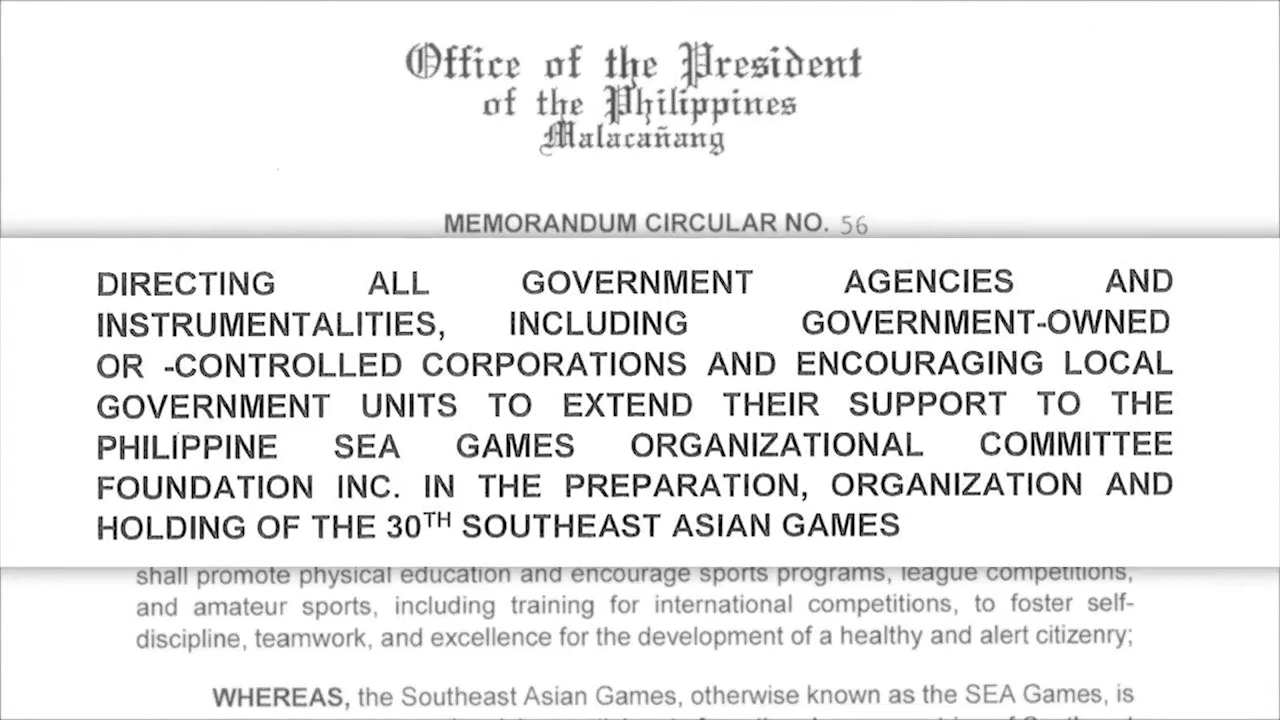 Office of the President
of the Philippines
Malacañang
MEMORANDUM CIRCULAR NO. 56
DIRECTING ALL GOVERNMENT AGENCIES AND
INSTRUMENTALITIES, INCLUDING GOVERNMENT-OWNED
OR -CONTROLLED CORPORATIONS AND ENCOURAGING LOCAL
GOVERNMENT UNITS TO EXTEND THEIR SUPPORT TO THE
PHILIPPINE SEA GAMES ORGANIZATIONAL COMMITTEE
FOUNDATION INC. IN THE PREPARATION, ORGANIZATION AND
HOLDING OF THE 30TH SOUTHEAST ASIAN GAMES
shall promote physical education and encourage sports programs, league competitions,
and amateur sports, including training for international competitions, to foster self-
discipline, teamwork, and excellence for the development of a healthy and alert citizenry;
WHEREAS, the Southeast Asian Games, otherwise known as the SEA Games, is